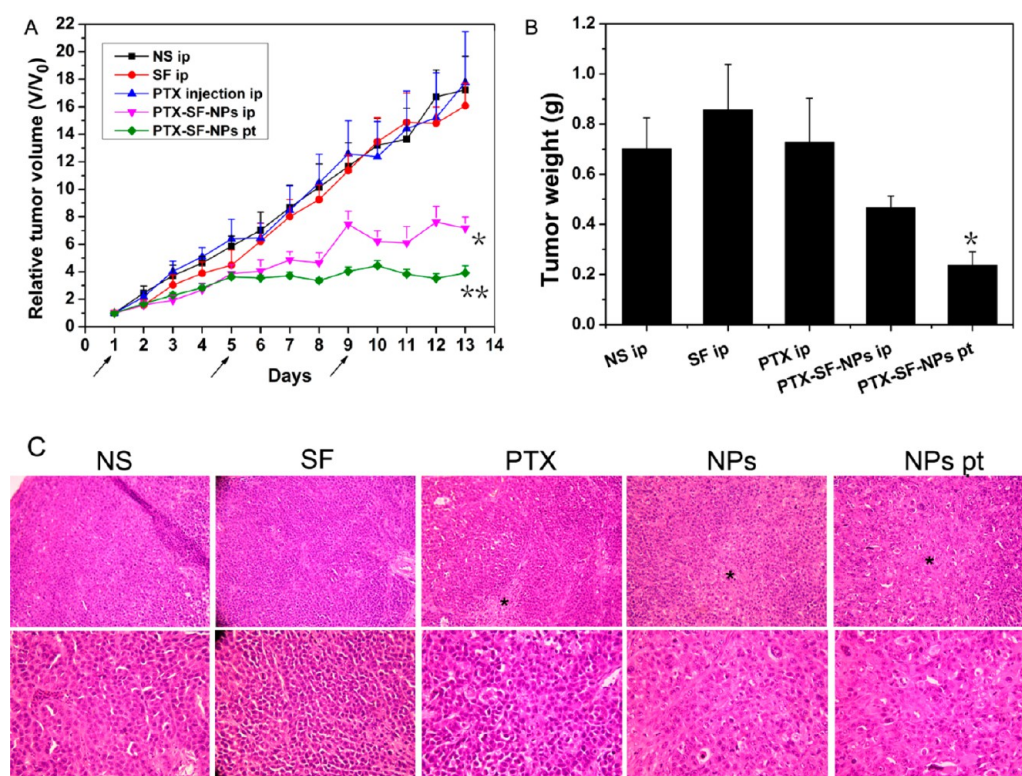 A
Relative tumor volume (V/V0)
22
20
18
16
14
12
10
8
6
4
2
0
NS ip
SF ip
PTX injection ip
PTX-SF-NPs ip
PTX-SF-NPs pt
*
**
0 1 2 3 4 5 6 7 8 9 10 11 12 13 14
Days
B
Tumor weight (g)
1.2
1.0
0.8
0.6
0.4
0.2
0.0
*
NS ip
SF ip
PTX ip
PTX-SF-NPs ip
PTX-SF-NPs pt
C
NS SF PTX NPs NPs pt
* * *